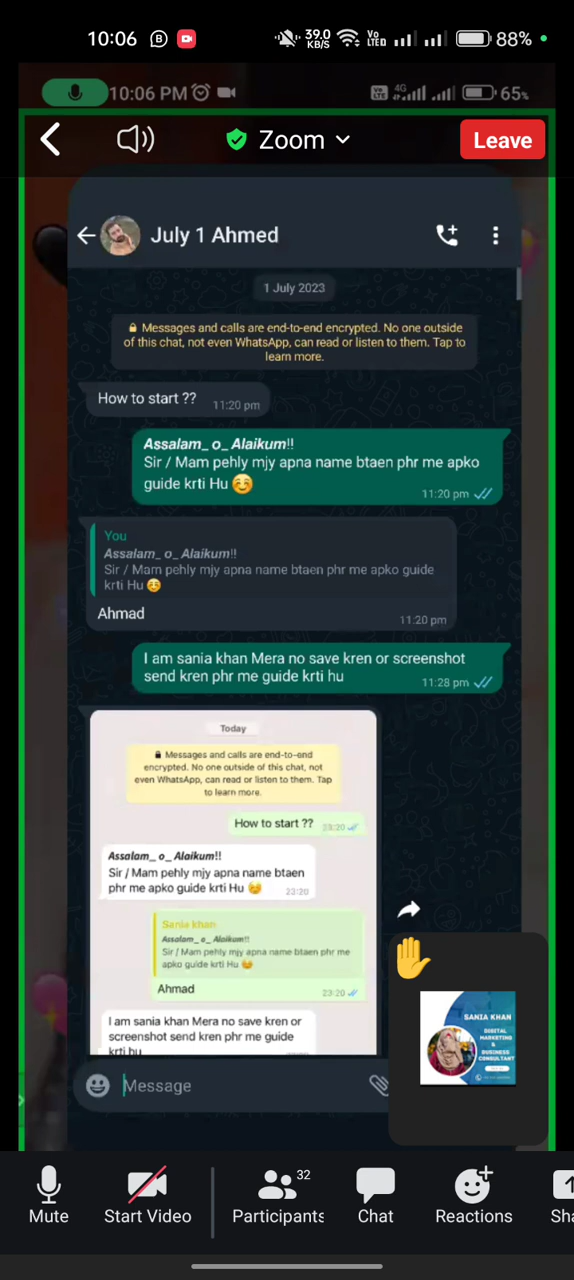 10:06
39.0
KB/S
Vo
LTED
88%
10:06 PM
Vo
LTE
4G
65%
Zoom
Leave
July 1 Ahmed
1 July 2023
Messages and calls are end-to-end encrypted. No one outside
of this chat, not even WhatsApp, can read or listen to them. Tap to
learn more.
How to start ??
11:20 pm
Assalam_ o_ Alaikum!!
Sir / Mam pehly mjy apna name btaen phr me apko
guide krti Hu
11:20 pm
You
Assalam_ o_ Alaikum!!
Sir / Mam pehly mjy apna name btaen phr me apko guide
krti Hu
Ahmad
11:20 pm
I am sania khan Mera no save kren or screenshot
send kren phr me guide krti hu
11:28 pm
Today
Messages and calls are end-to-end
encrypted. No one outside of this chat, not
even WhatsApp, can read or listen to them. Tap
to learn more.
How to start ??
23:20
Assalam_ o_ Alaikum!!
Sir / Mam pehly mjy apna name btaen
phr me apko guide krti Hu
23:20
Sania khan
Assalam_ o_ Alaikum!!
Sir / Mam pehly mjy apna name btaen phr me
apko guide krti Hu
Ahmad
23:20
I am sania khan Mera no save kren or
screenshot send kren phr me guide
krti hu
SANIA KHAN
DIGITAL
MARKETING
&
BUSINESS
CONSULTANT
Message
Mute
Start Video
32
Participants
Chat
Reactions
Sha